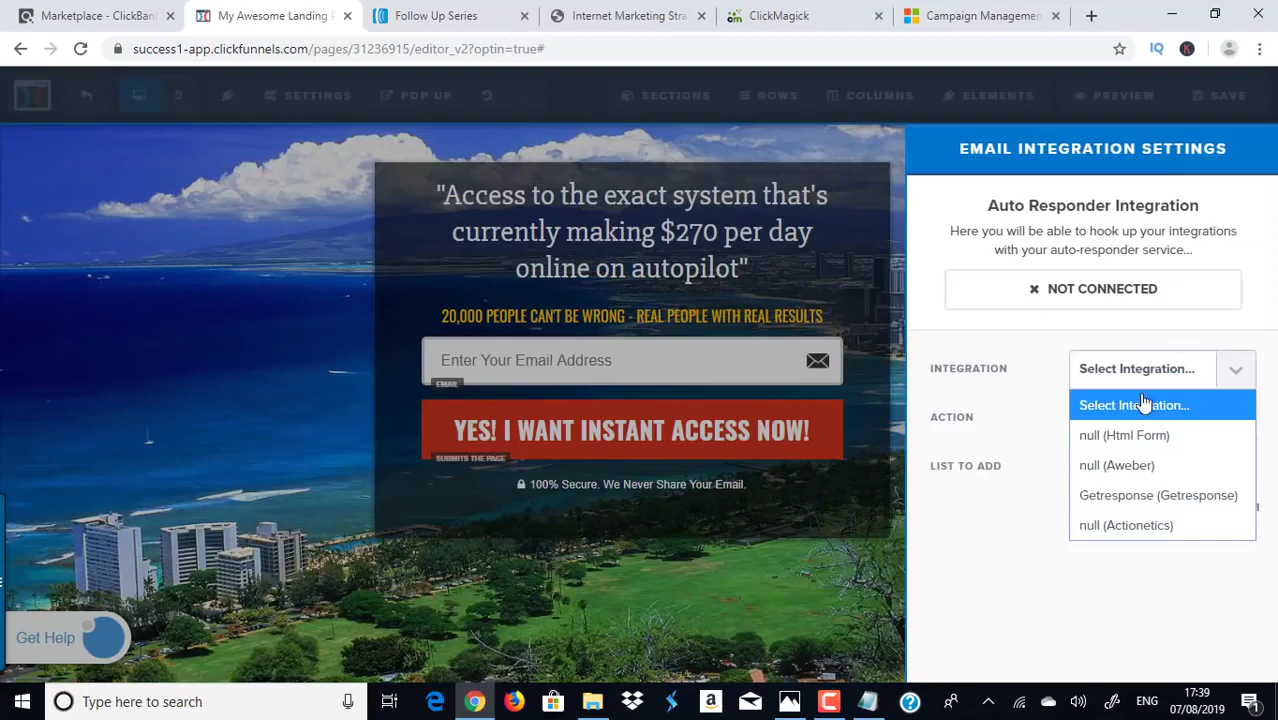 Marketplace - ClickBan
My Awesome Landing
Follow Up Series
Internet Marketing Stra
ClickMagick
Campaign Managemen
success1-app.clickfunnels.com/pages/31236915/editor_v2?optin=true#
IQ
K
SETTINGS
POP UP
SECTIONS
ROWS
COLUMNS
ELEMENTS
PREVIEW
SAVE
EMAIL INTEGRATION SETTINGS
Auto Responder Integration
Here you will be able to hook up your integrations
with your auto-responder service...
NOT CONNECTED
"Access to the exact system that's
currently making $270 per day
online on autopilot"
20,000 PEOPLE CAN'T BE WRONG - REAL PEOPLE WITH REAL RESULTS
Enter Your Email Address
EMAIL
YES! I WANT INSTANT ACCESS NOW!
SUBMITS THE PAGE
100% Secure. We Never Share Your Email.
INTEGRATION
Select Integration...
ACTION
LIST TO ADD
null (Html Form)
null (Aweber)
Getresponse (Getresponse)
null (Actionetics)
Get Help
Type here to search
ENG
17:39
07/08/2019